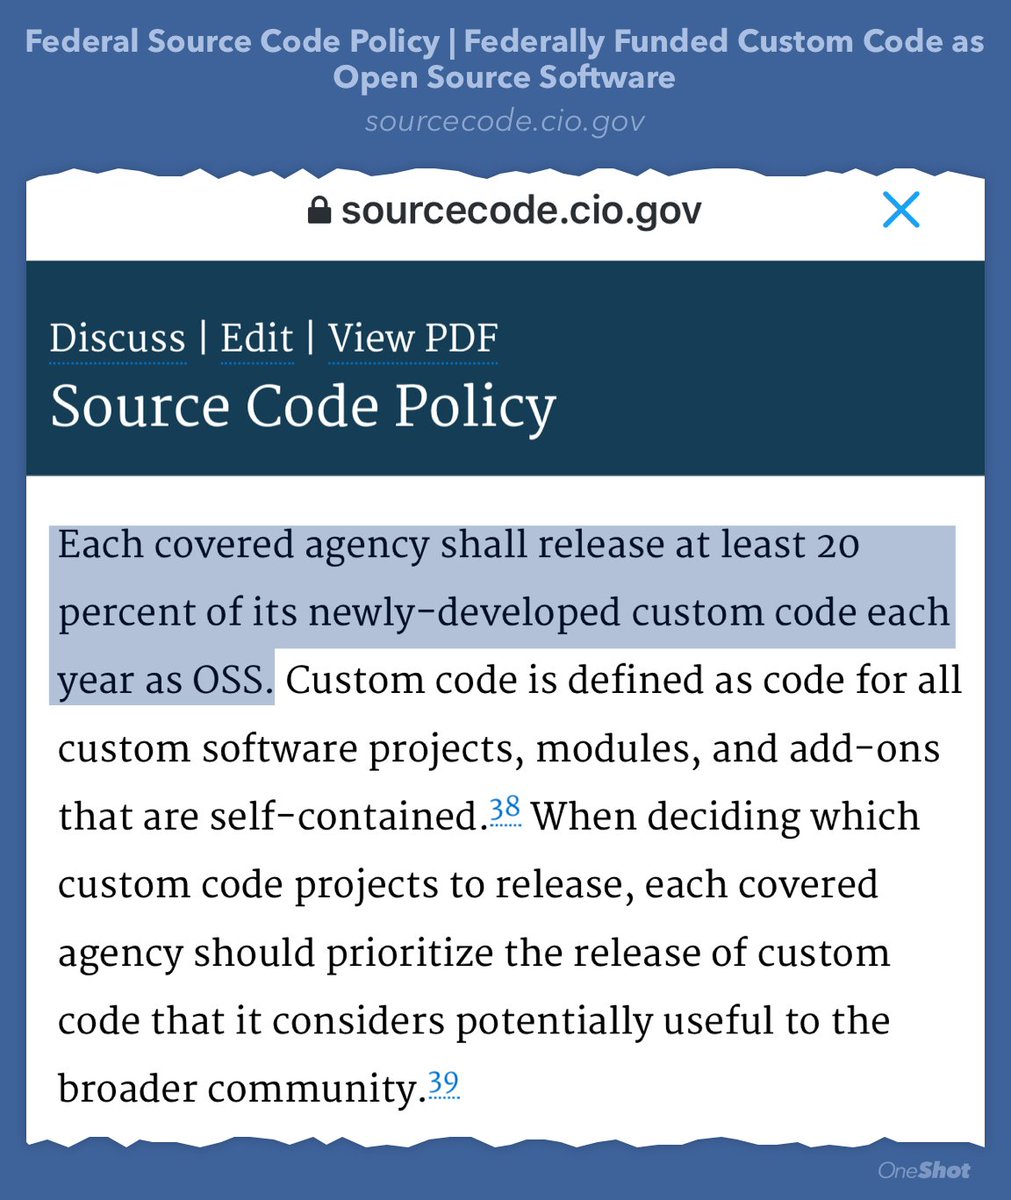 Federal Source Code Policy | Federally Funded Custom Code as
Open Source Software
sourcecode.cio.gov
sourcecode.cio.gov
Discuss | Edit | View PDF
Source Code Policy
Each covered agency shall release at least 20
percent of its newly-developed custom code each
year as OSS. Custom code is defined as code for all
custom software projects, modules, and add-ons
that are self-contained.38 When deciding which
custom code projects to release, each covered
agency should prioritize the release of custom
code that it considers potentially useful to the
broader community.39
OneShot